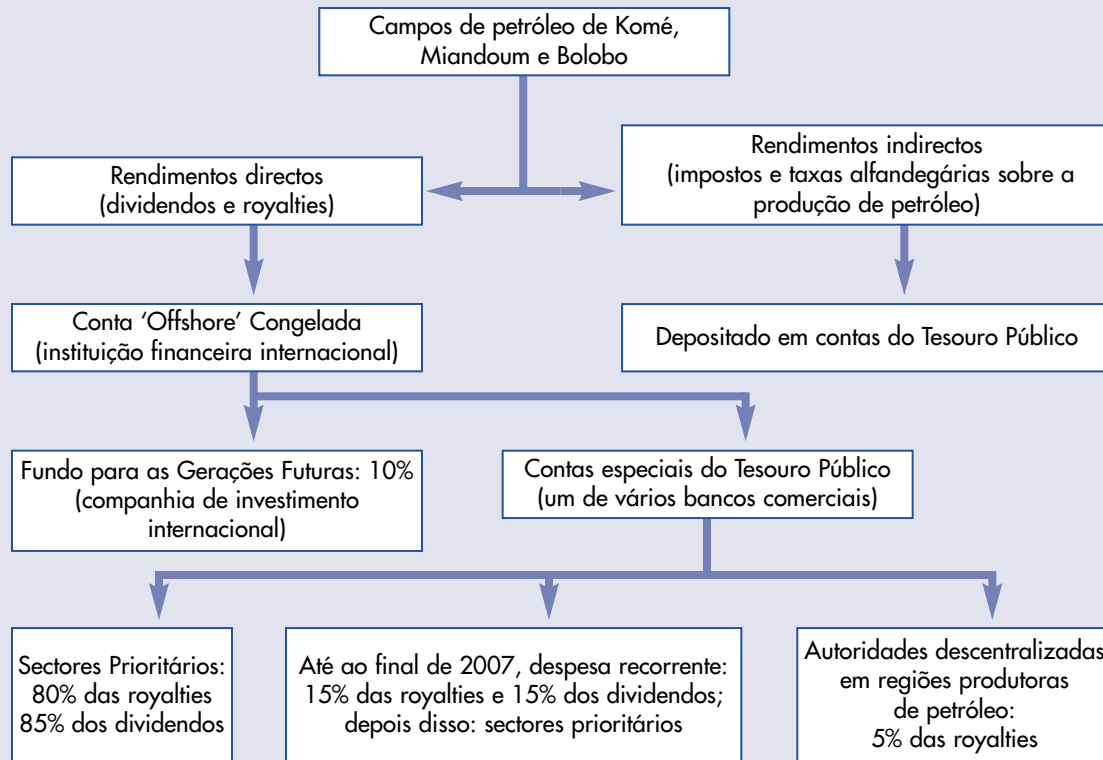 Campos de petróleo de Komé,
Miandoum e Bolobo
Rendimentos directos
(dividendos e royalties)
Rendimentos indirectos
(impostos e taxas alfandegárias sobre a
produção de petróleo)
Conta ‘Offshore’ Congelada
(instituição financeira internacional)
Depositado em contas do Tesouro Público
Fundo para as Gerações Futuras: 10%
(companhia de investimento
internacional)
Contas especiais do Tesouro Público
(um de vários bancos comerciais)
Sectores Prioritários:
80% das royalties
85% dos dividendos
Até ao final de 2007, despesa recorrente:
15% das royalties e 15% dos dividendos;
depois disso: sectores prioritários
Autoridades descentralizadas
em regiões produtoras
de petróleo:
5% das royalties